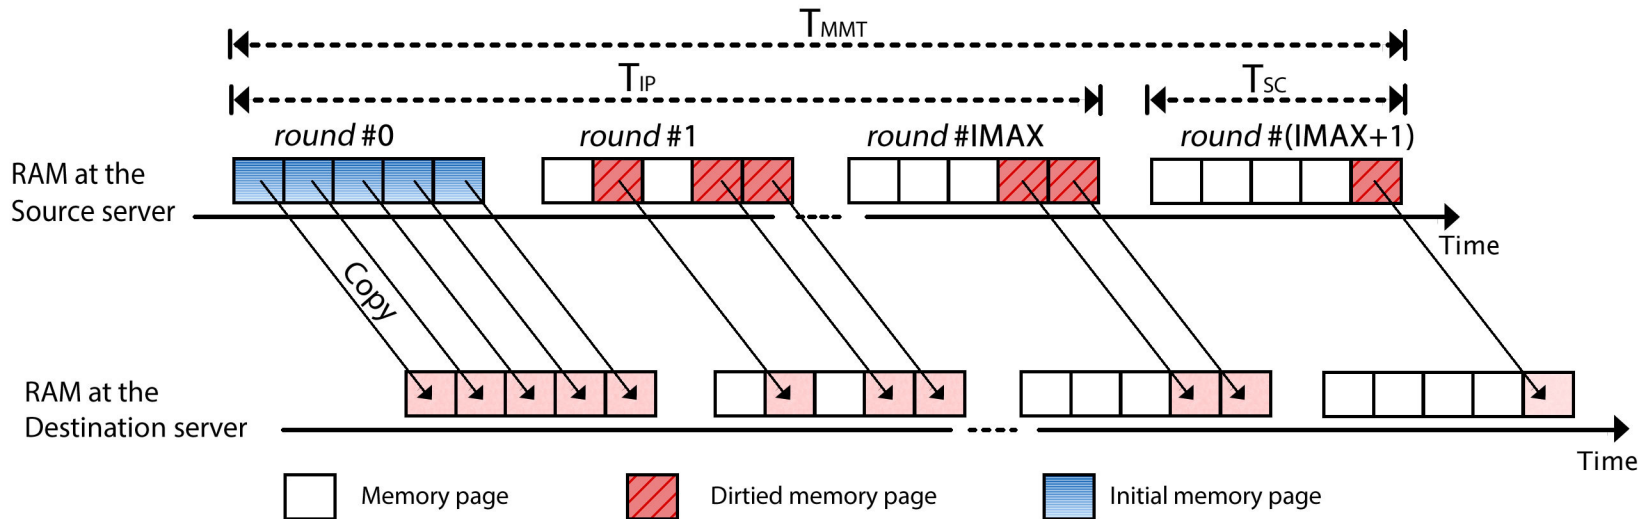 TMMT
TIP
TSC
round #0
round #1
round #IMAX
round #(IMAX+1)
RAM at the
Source server
Time
Copy
RAM at the
Destination server
Time
Memory page
Dirtied memory page
Initial memory page